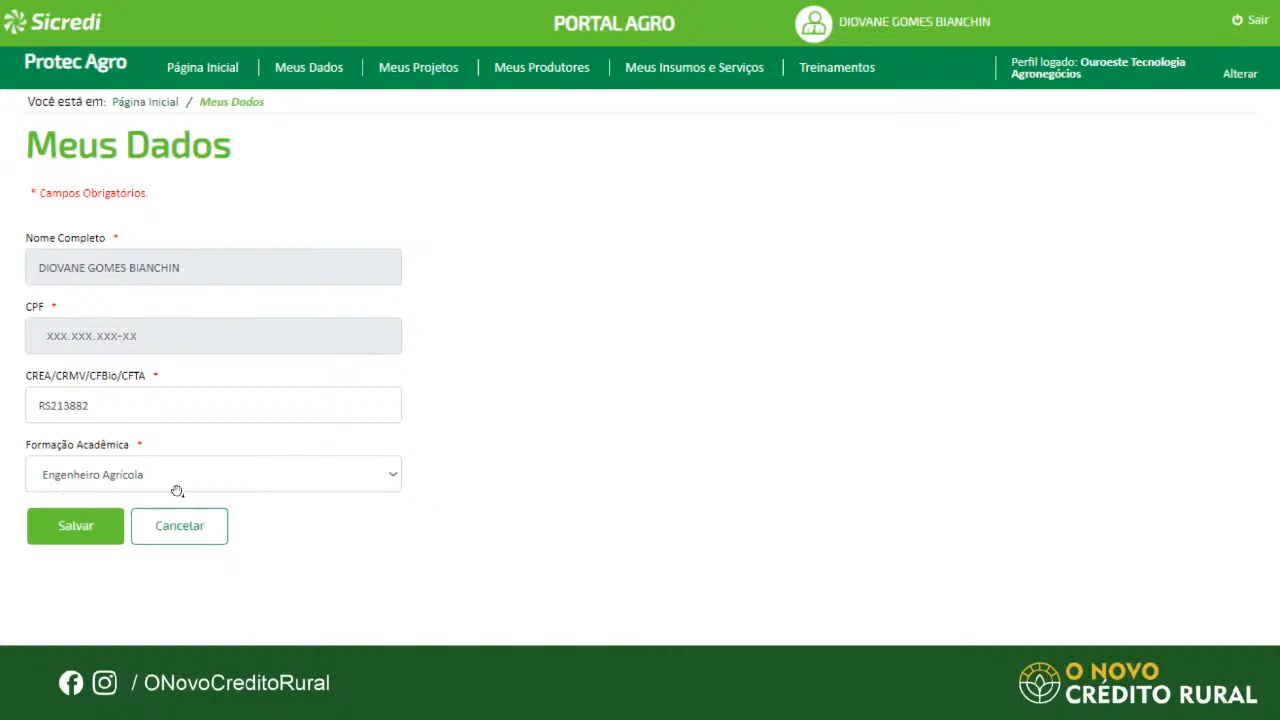 Sicredi
PORTAL AGRO
DIOVANE GOMES BIANCHIN
Sair
Protec Agro
Página Inicial
Meus Dados
Meus Projetos
Meus Produtores
Meus Insumos e Serviços
Treinamentos
Perfil logado: Ouroeste Tecnologia
Agronegócios
Alterar
Você está em: Página Inicial / Meus Dados
Meus Dados
* Campos Obrigatórios.
Nome Completo *
DIOVANE GOMES BIANCHIN
CPF *
xxx.xxx.xxx-xx
CREA/CRMV/CFBio/CFTA *
RS213882
Formação Acadêmica *
Engenheiro Agrícola
Salvar
Cancelar
/ ONovoCreditoRural
O NOVO
CRÉDITO RURAL